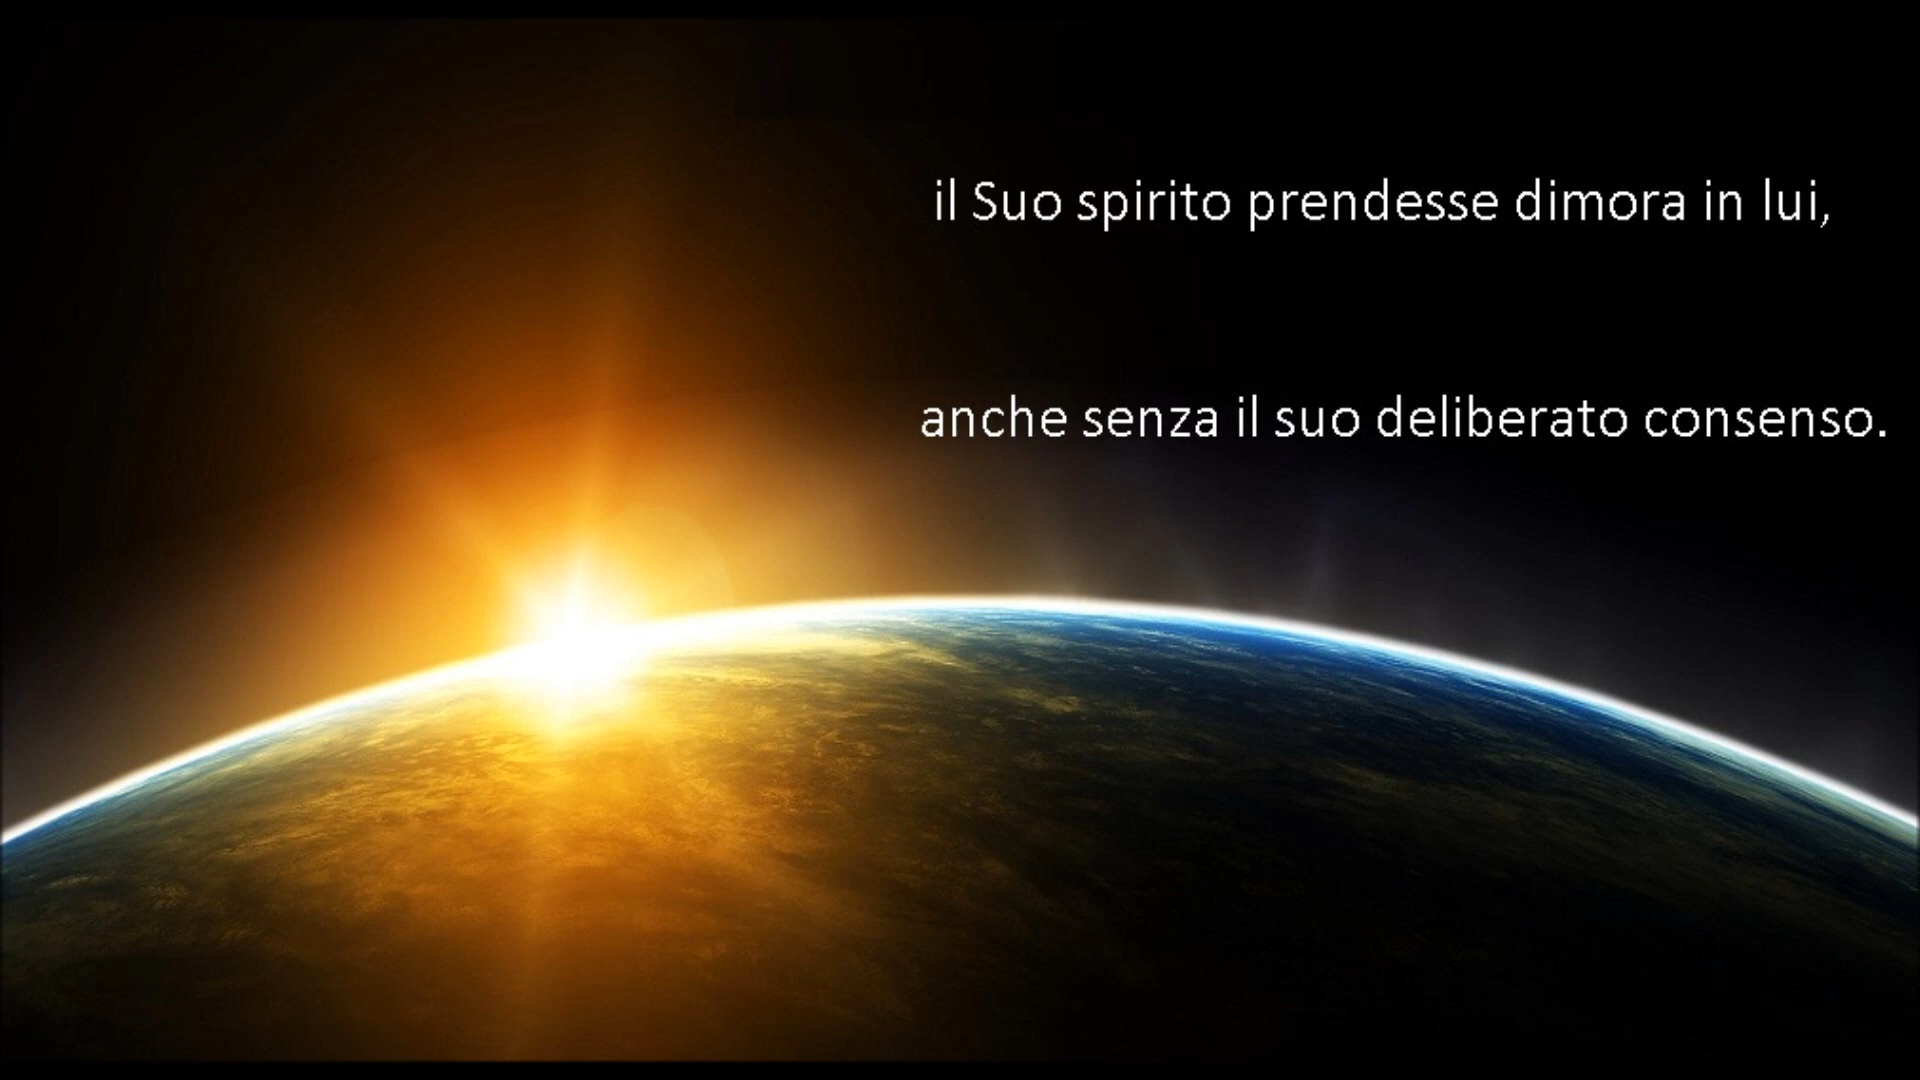 il Suo spirito prendesse dimora in lui,
anche senza il suo deliberato consenso.